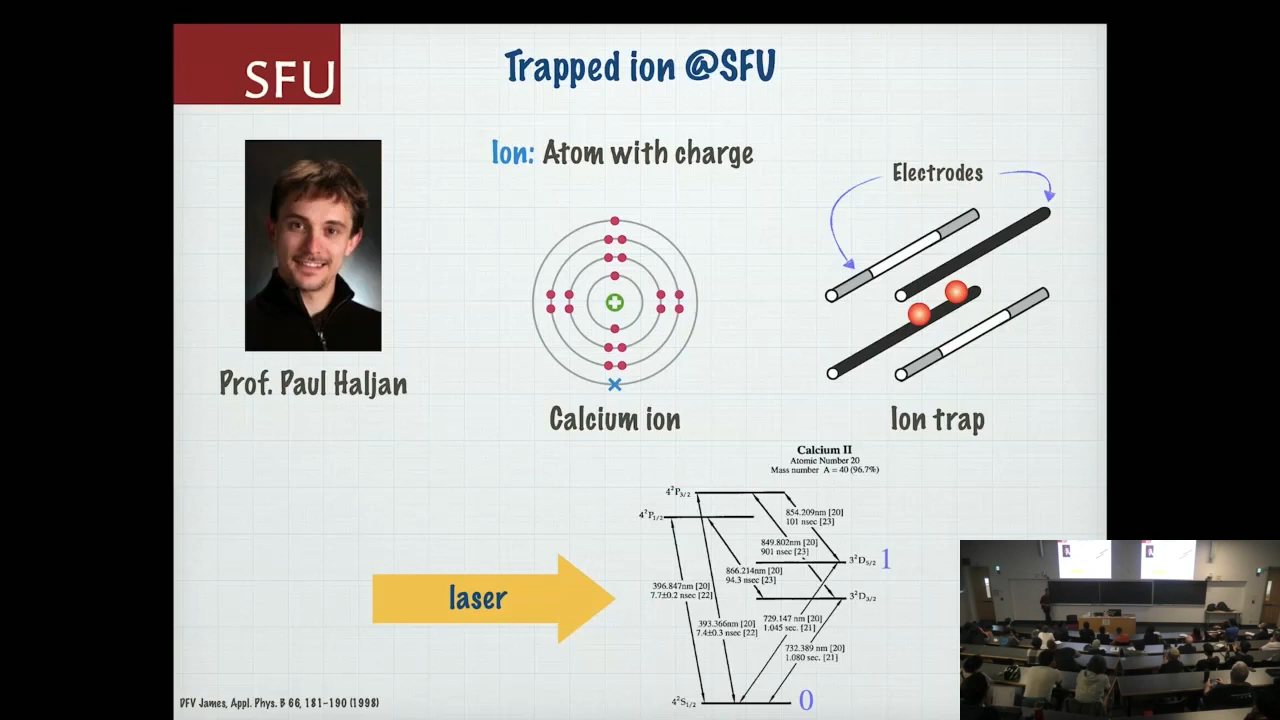 SFU
Trapped ion @SFU
Ion: Atom with charge
Electrodes
Prof. Paul Haljan
Calcium ion
Ion trap
Calcium II
Atomic Number 20
Mass number A = 40 (96.7%)
4²P3/2
854.209nm [20]
101 nsec [23]
4²P1/2
849.802nm [20]
901 nsec [23]
3²D5/2 1
866.214nm [20]
94.3 nsec [23]
396.847nm [20]
7.7±0.2 nsec [22]
3²D3/2
laser
393.366nm [20]
7.4±0.3 nsec [22]
729.147 nm [20]
1.045 sec. [21]
732.389 nm [20]
1.080 sec. [21]
4²S1/2 0
DFV James, Appl. Phys. B 66, 181-190 (1998)